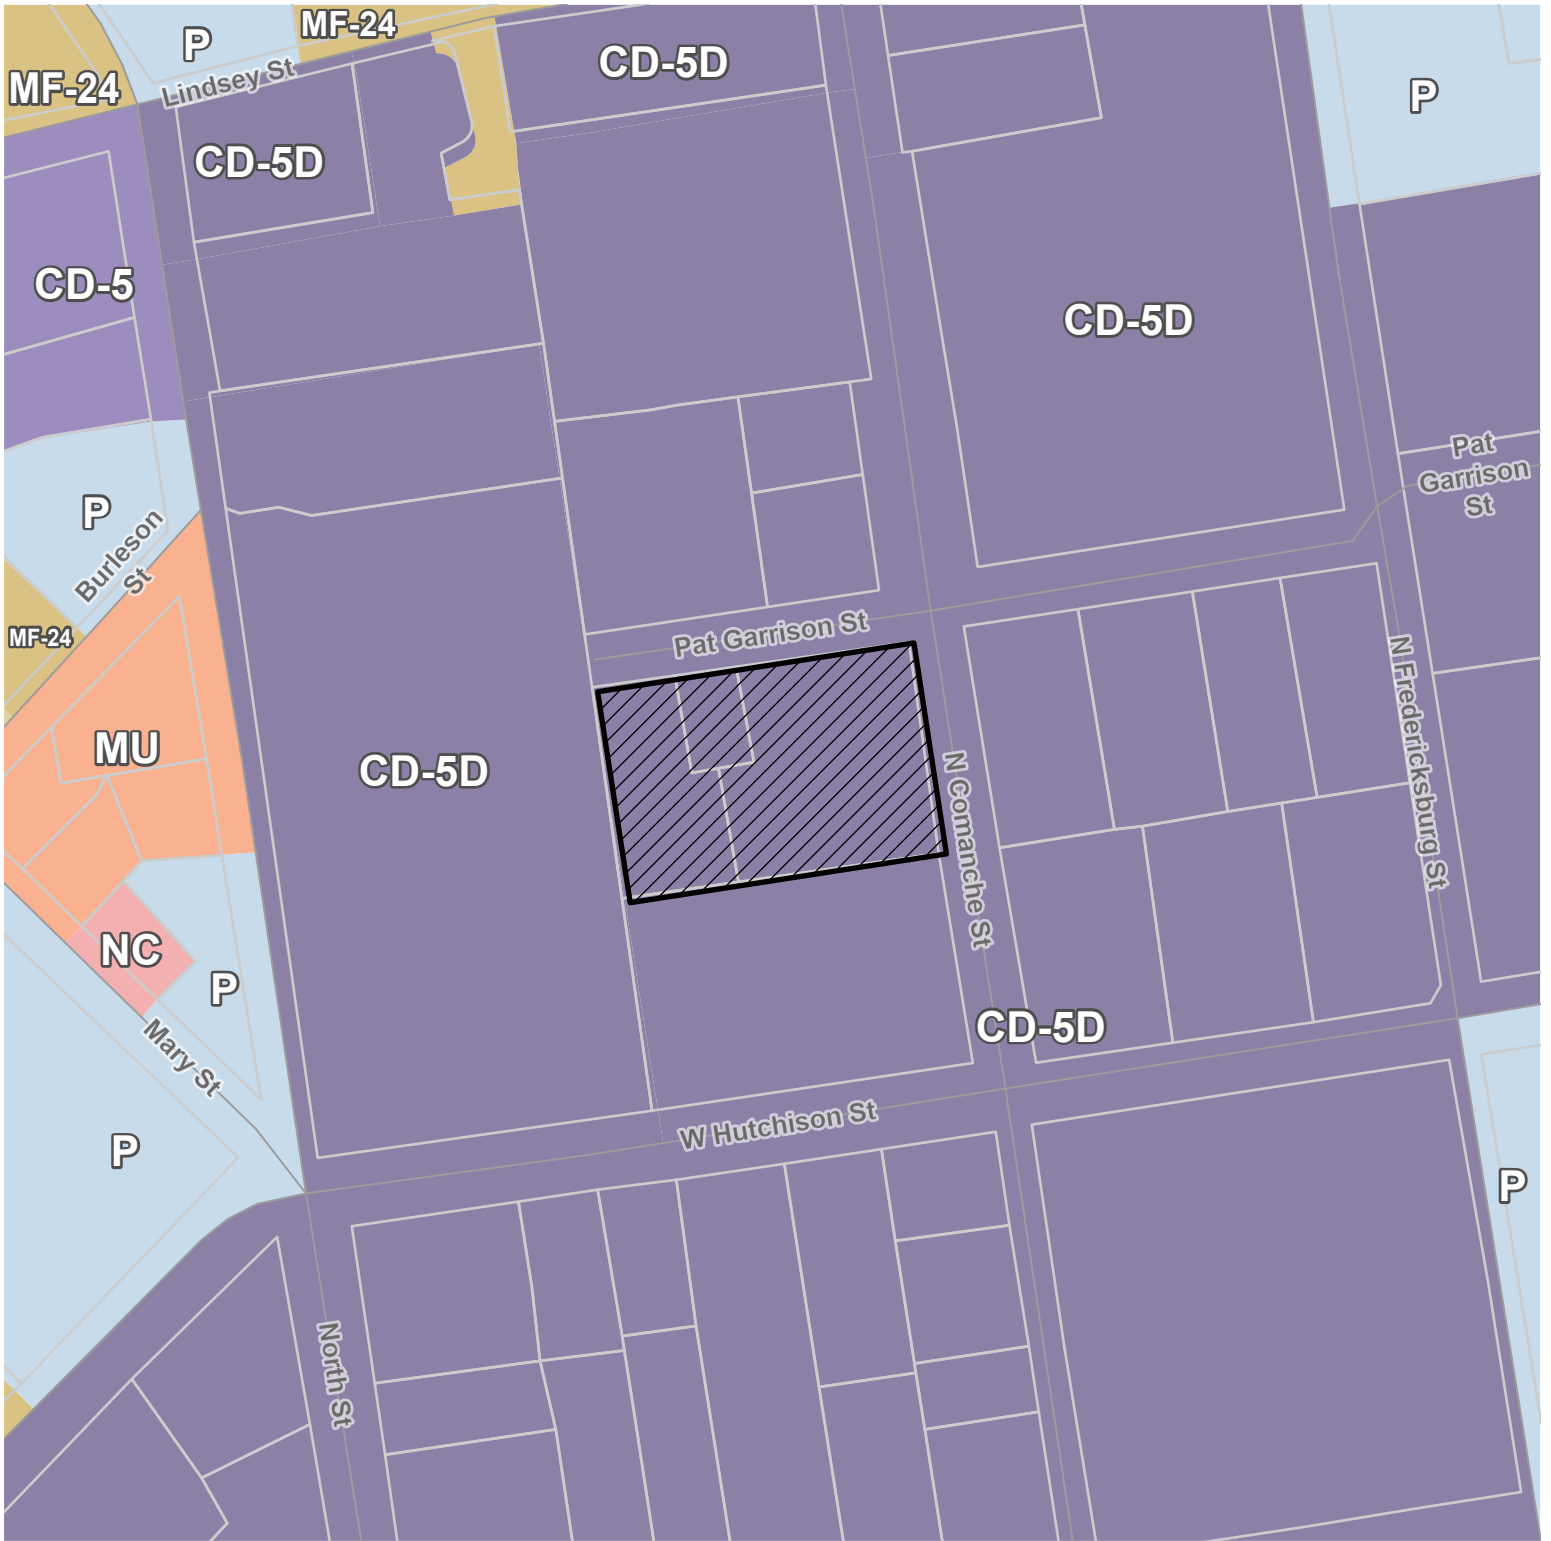 MF-24
P
MF-24
CD-5D
P
Lindsey St
CD-5D
CD-5
CD-5D
Pat
Garrison
St
P
Burleson
St
MF-24
Pat Garrison St
N Fredericksburg St
MU
CD-5D
N Comanche St
NC
P
CD-5D
Mary St
P
W Hutchison St
P
North St